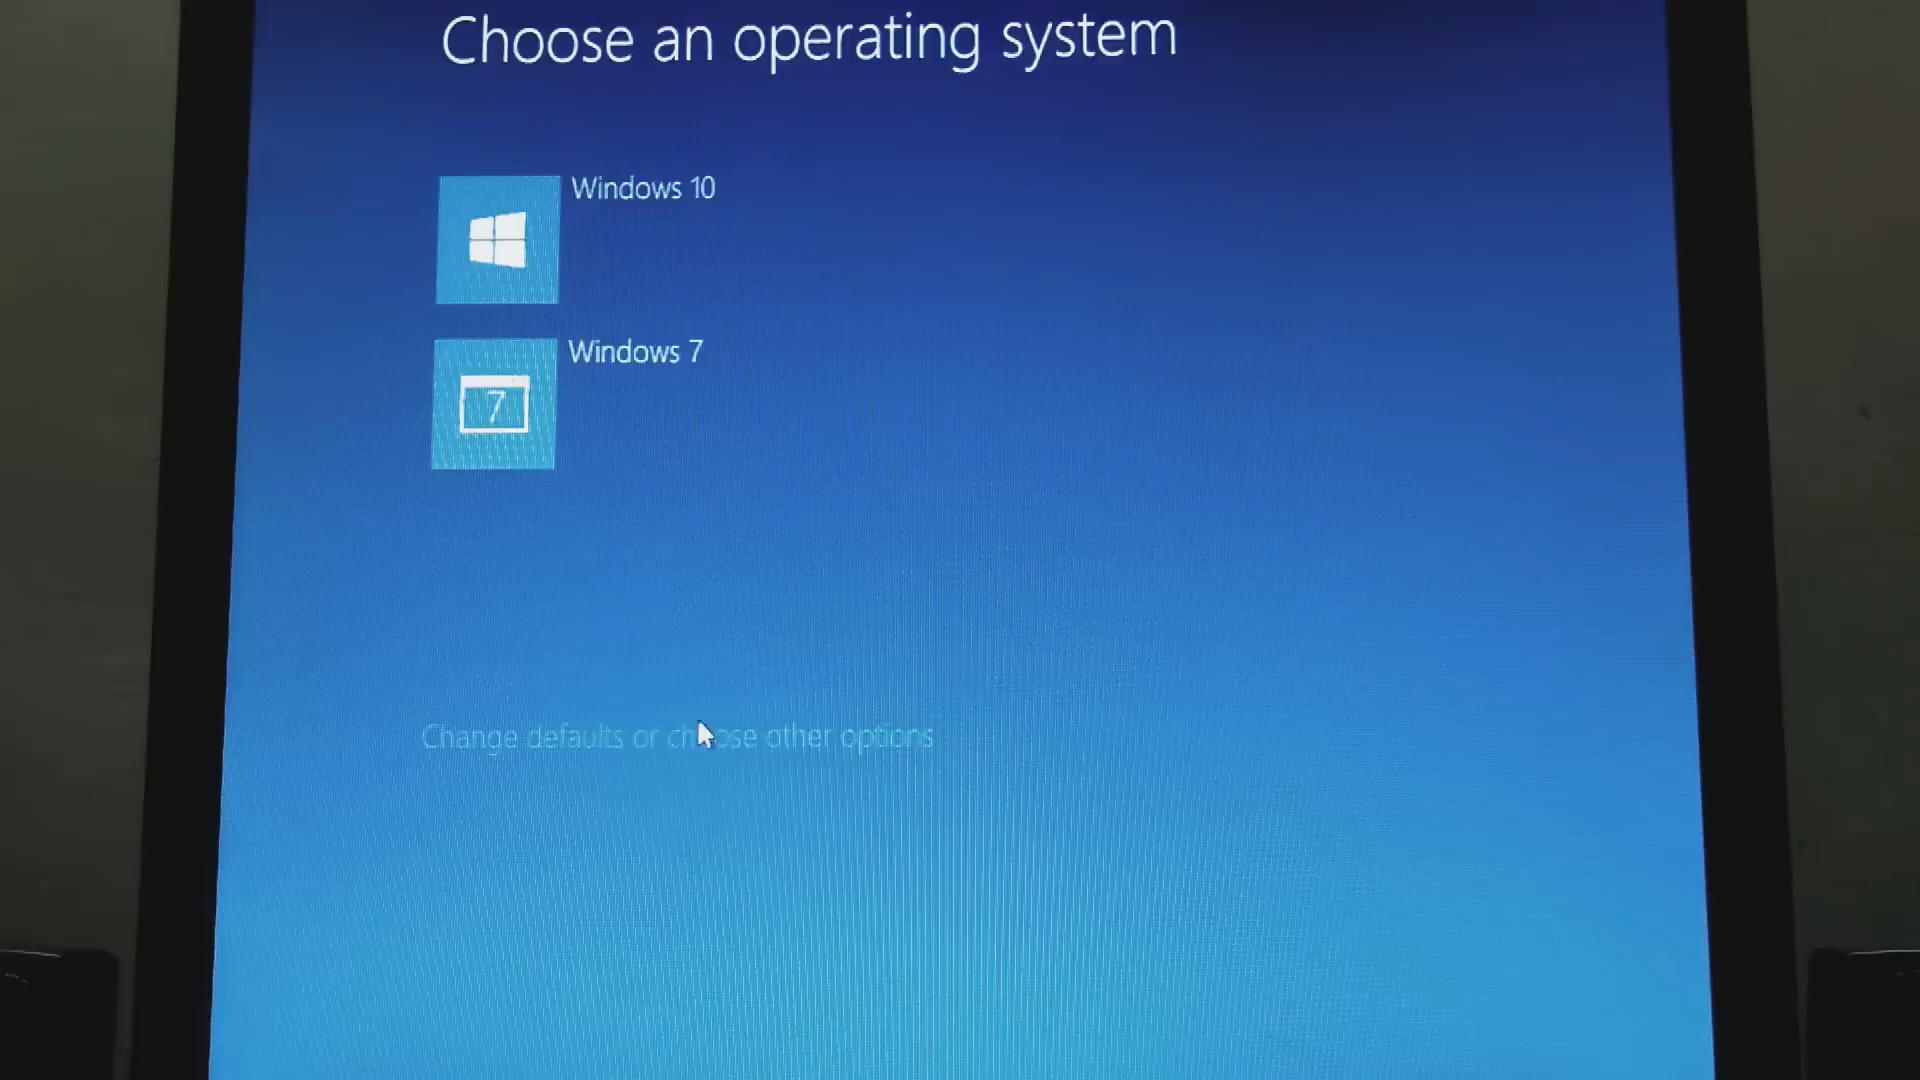 Choose an operating system
Windows 10
Windows 7
7
Change defaults or choose other options